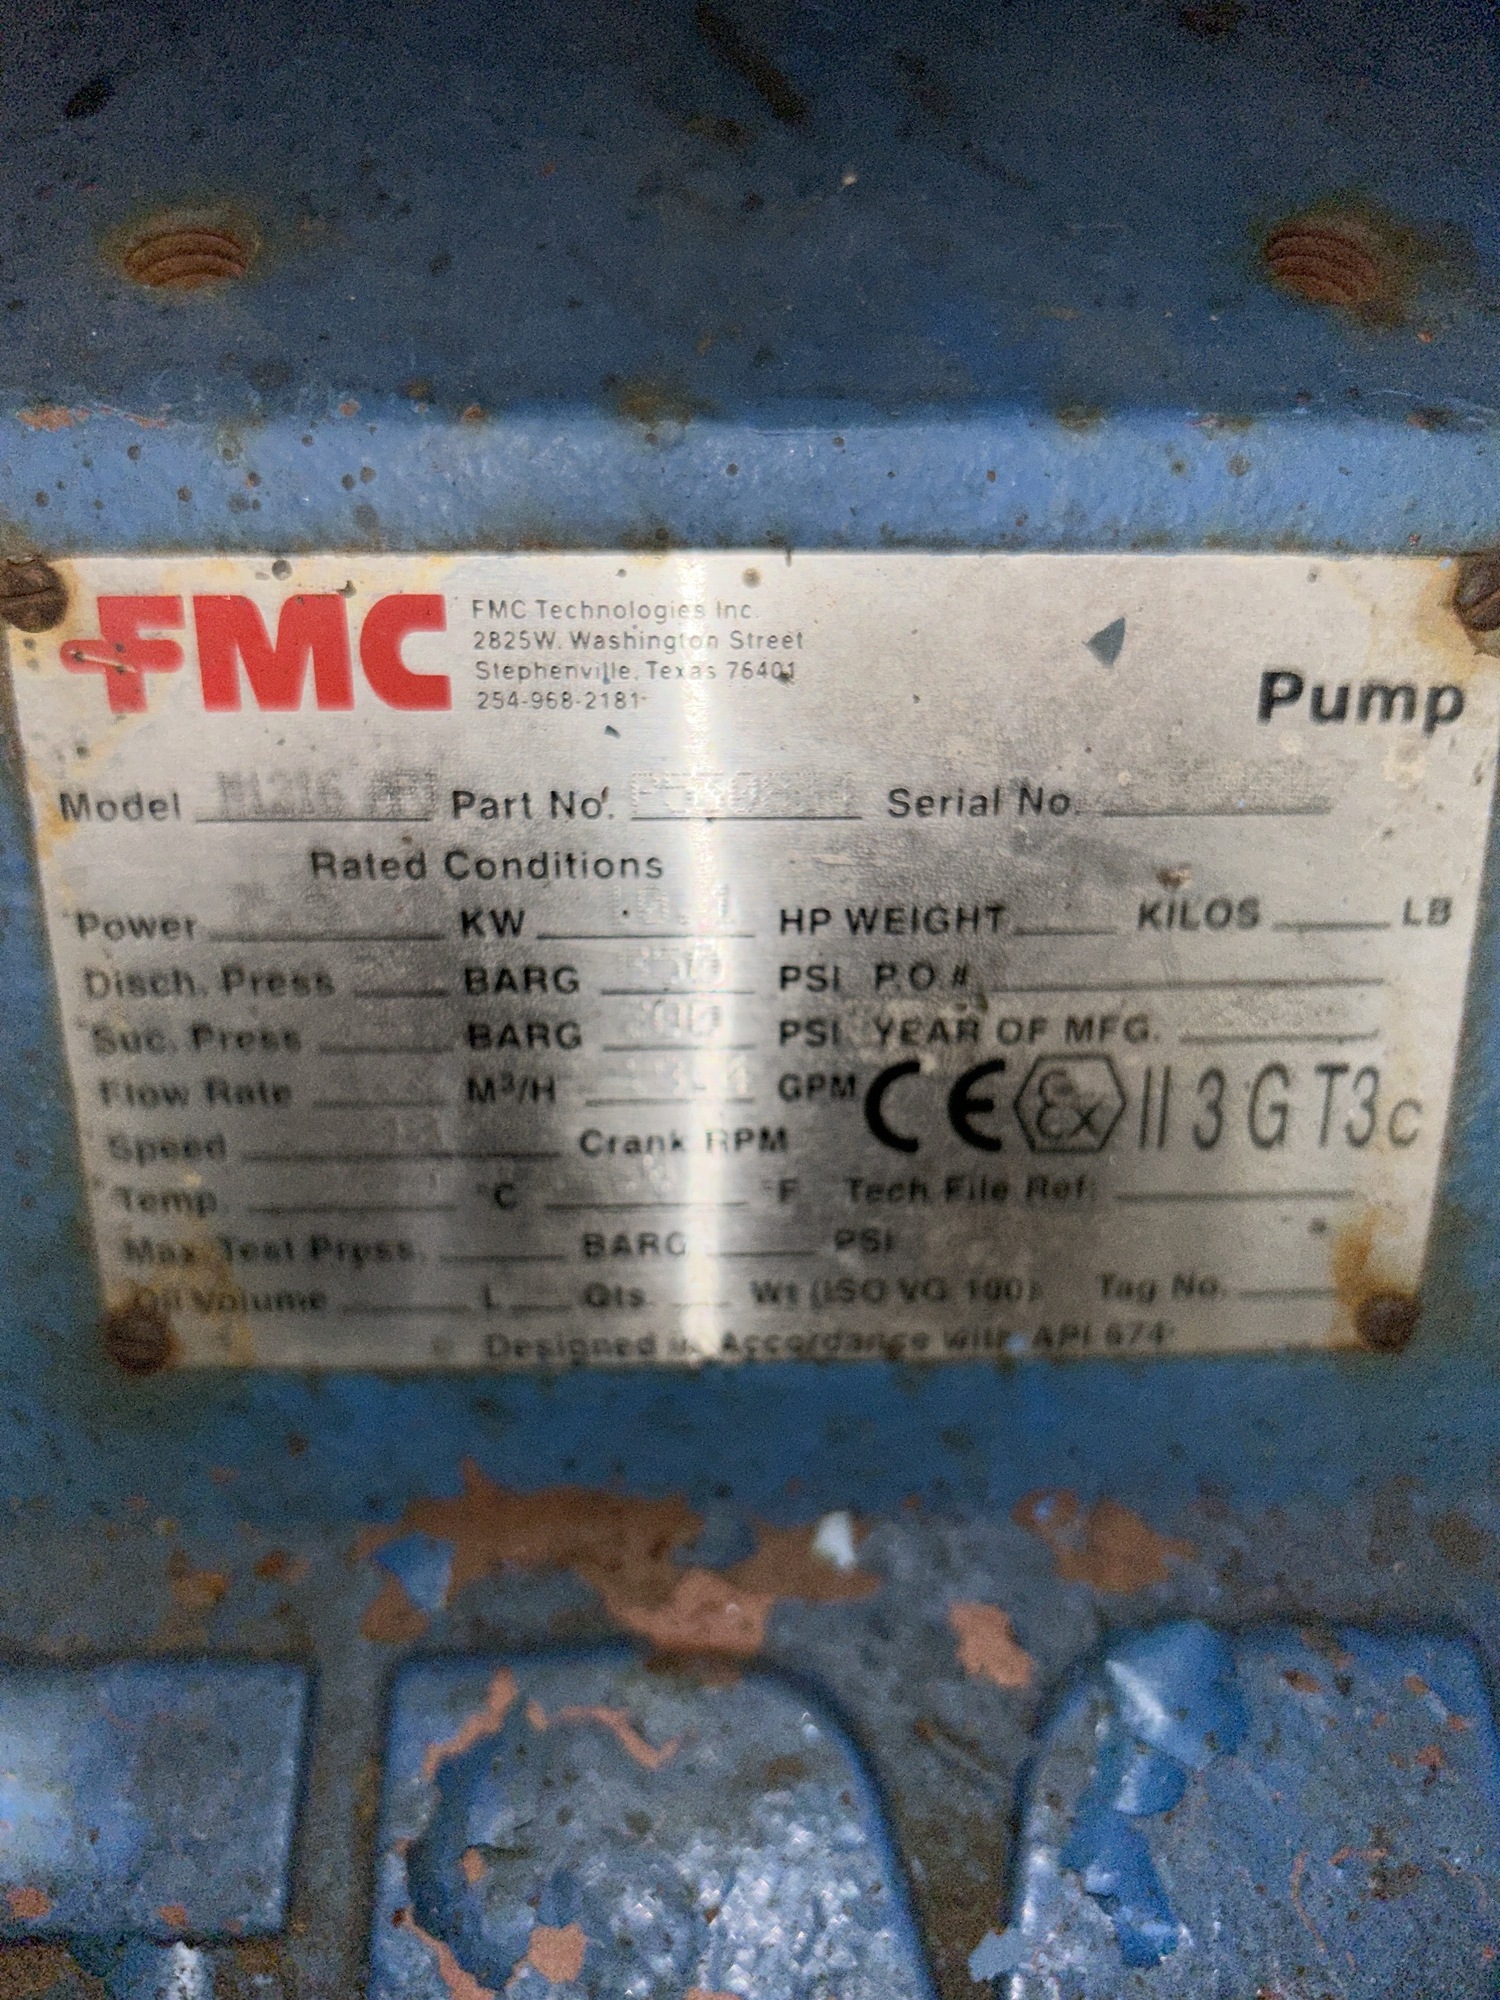 FMC
FMC Technologies Inc.
2825W. Washington Street
Stephenville, Texas 76401
254-968-2181
Pump
Model Part No. Serial No.
Rated Conditions
Power KW HP WEIGHT KILOS LB
Disch. Press BARG PSI P.O.#
Suc. Press BARG PSI YEAR OF MFG.
Flow Rate M³/H GPM CE Ex II 3 G T3 c
Speed Crank RPM
Temp. °C °F Tech File Ref:
Max. Test Press. BARG PSI
Oil Volume L Qts. Wt (ISO VG 100) Tag No.
Designed in Accordance with API 674